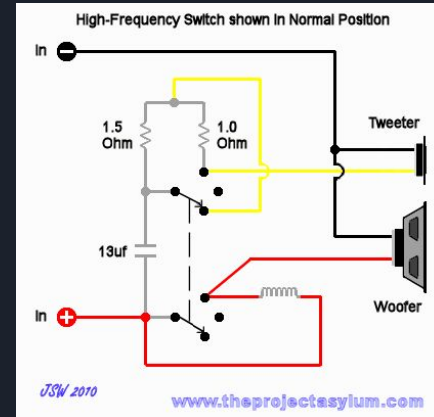 High-Frequency Switch shown in Normal Position
In
1.5
Ohm
1.0
Ohm
Tweeter
13uf
In
Woofer
JSW 2010
www.theprojectasylum.com